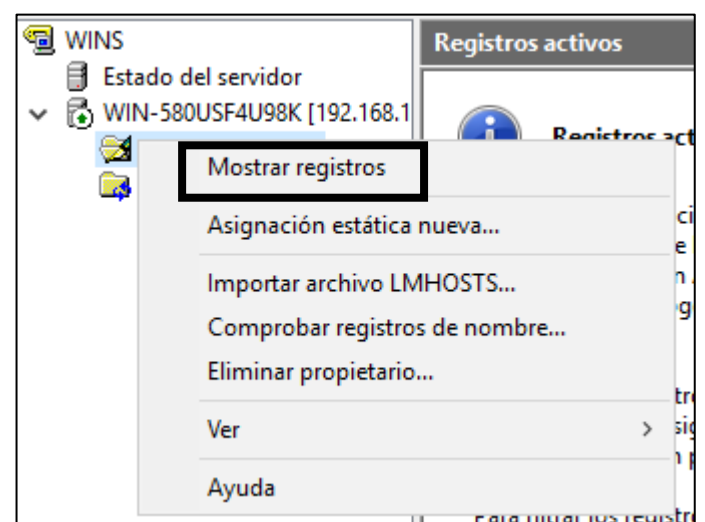 WINS
Estado del servidor
WIN-580USF4U98K [192.168.1
Registros activos
Registros act
Mostrar registros
Asignación estática nueva...
Importar archivo LMHOSTS...
Comprobar registros de nombre...
Eliminar propietario...
Ver
Ayuda